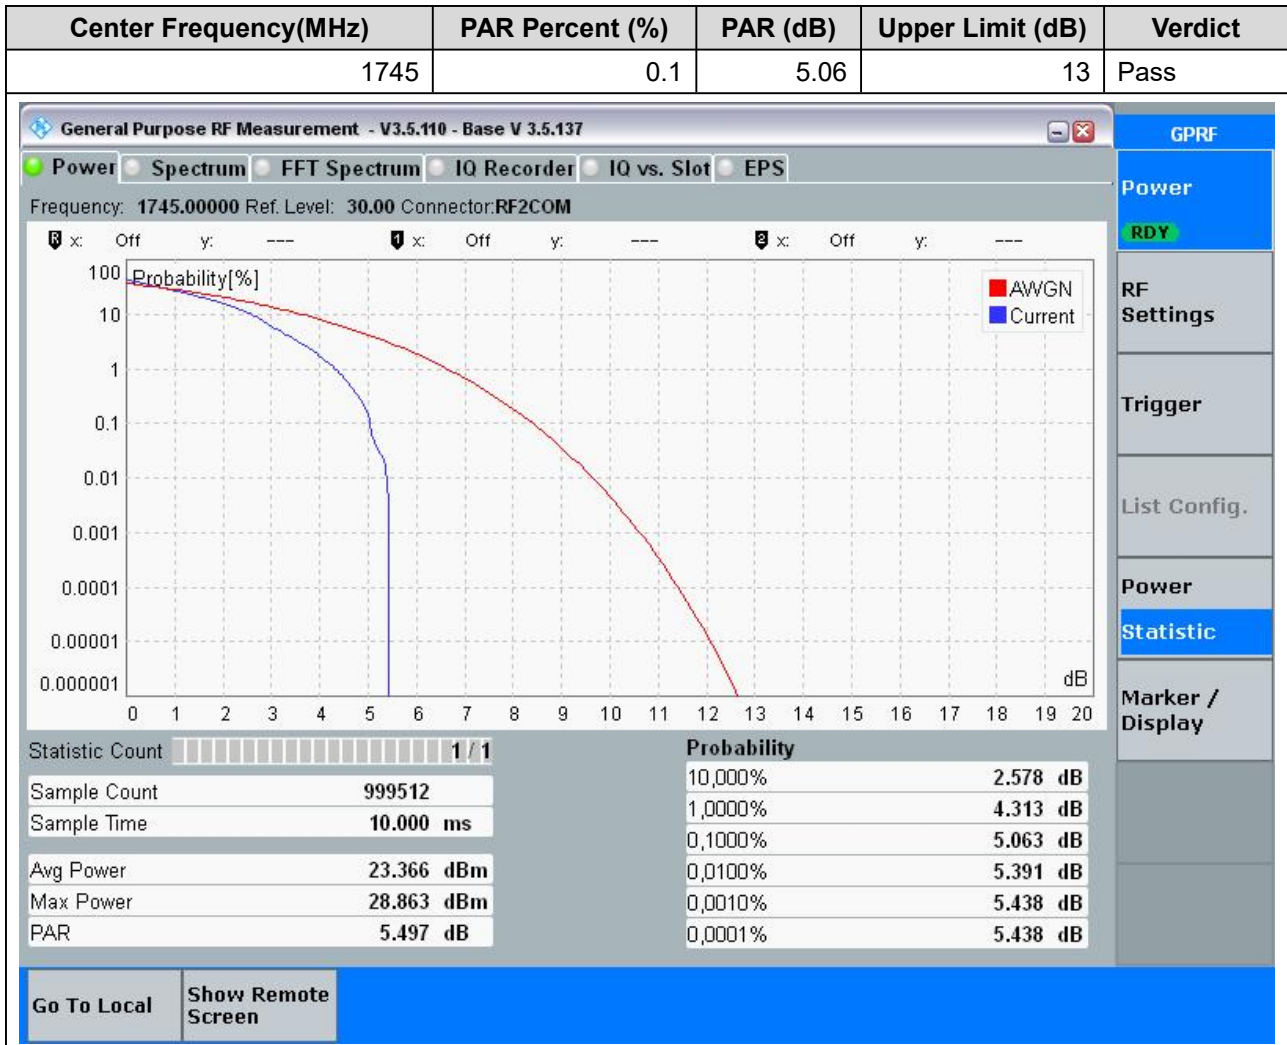 Center Frequency(MHz) PAR Percent (%) PAR (dB) Upper Limit (dB) Verdict
1745 0.1 5.06 13 Pass
General Purpose RF Measurement - V3.5.110 - Base V 3.5.137
GPRF
Power Spectrum FFT Spectrum IQ Recorder IQ vs. Slot EPS
Frequency: 1745.00000 Ref. Level: 30.00 Connector:RF2COM
R x: Off y: --- 1 x: Off y: --- 2 x: Off y: ---
Probability[%]
AWGN
Current
100
10
1
0.1
0.01
0.001
0.0001
0.00001
0.000001
dB
0 1 2 3 4 5 6 7 8 9 10 11 12 13 14 15 16 17 18 19 20
Statistic Count 1 / 1
Sample Count 999512
Sample Time 10.000 ms
Avg Power 23.366 dBm
Max Power 28.863 dBm
PAR 5.497 dB
Probability
10,000% 2.578 dB
1,0000% 4.313 dB
0,1000% 5.063 dB
0,0100% 5.391 dB
0,0010% 5.438 dB
0,0001% 5.438 dB
Power
RDY
RF
Settings
Trigger
List Config.
Power
Statistic
Marker /
Display
Go To Local
Show Remote
Screen